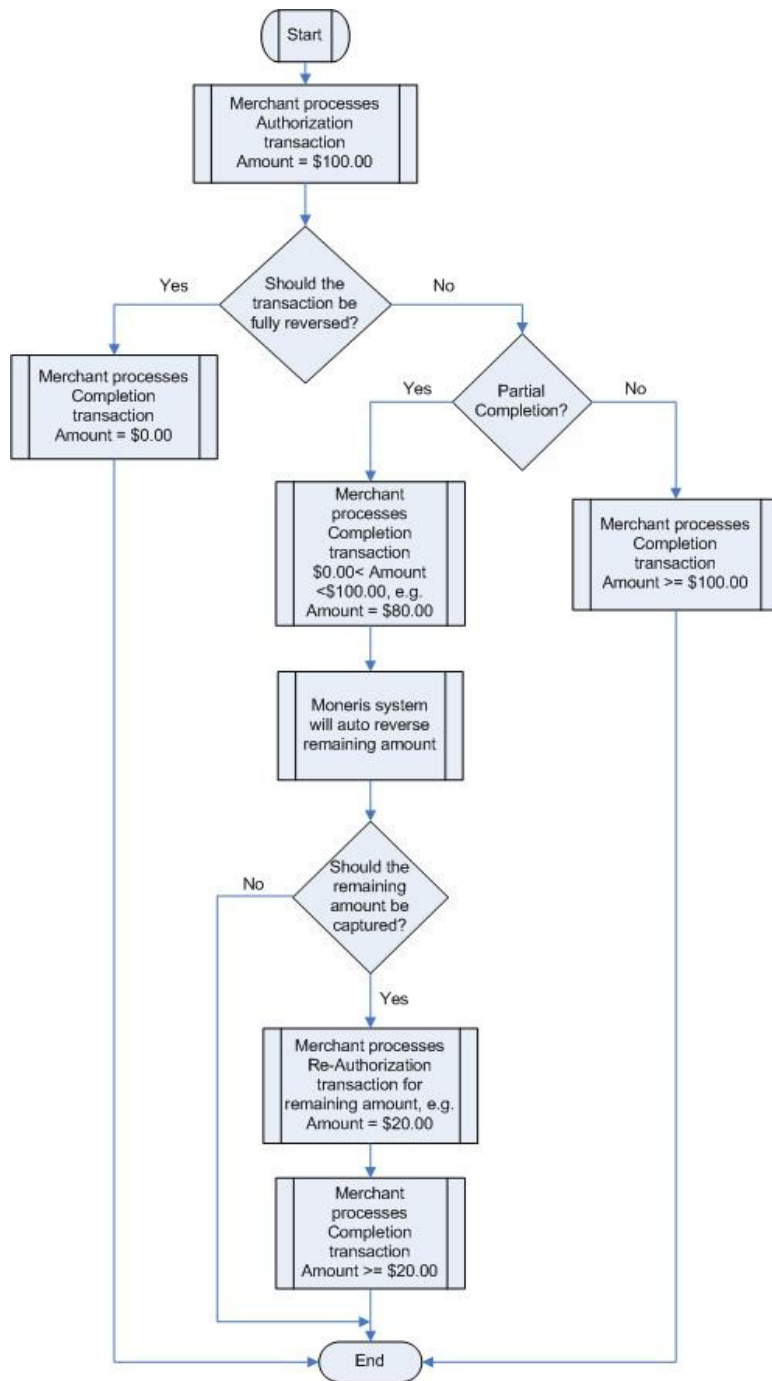 Start
Merchant processes
Authorization
transaction
Amount = $100.00
Should the
transaction be
fully reversed?
Yes
No
Merchant processes
Completion
transaction
Amount = $0.00
Partial
Completion?
Yes
No
Merchant
processes
Completion
transaction
$0.00< Amount
<$100.00, e.g.
Amount = $80.00
Merchant processes
Completion
transaction
Amount >= $100.00
Moneris system
will auto reverse
remaining amount
Should the
remaining
amount be
captured?
No
Yes
Merchant processes
Re-Authorization
transaction for
remaining amount, e.g.
Amount = $20.00
Merchant
processes
Completion
transaction
Amount >= $20.00
End